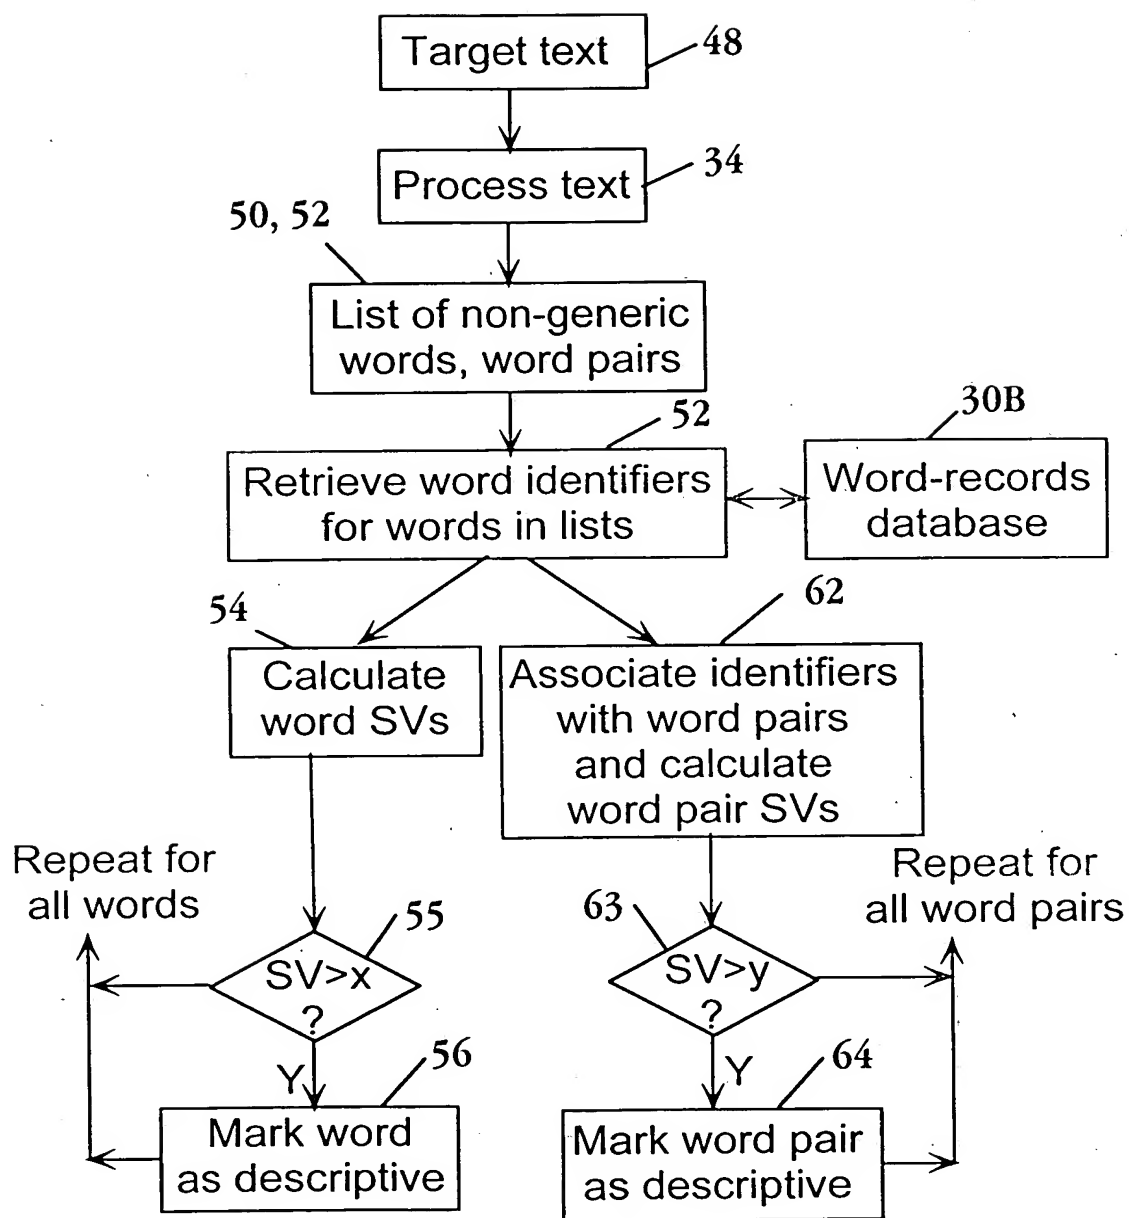 Target text
48
Process text
34
50, 52
List of non-generic
words, word pairs
52
Retrieve word identifiers
for words in lists
30B
Word-records
database
54
Calculate
word SVs
62
Associate identifiers
with word pairs
and calculate
word pair SVs
Repeat for
all words
55
SV>x
?
Y
56
Mark word
as descriptive
63
SV>y
?
Repeat for
all word pairs
Y
64
Mark word pair
as descriptive